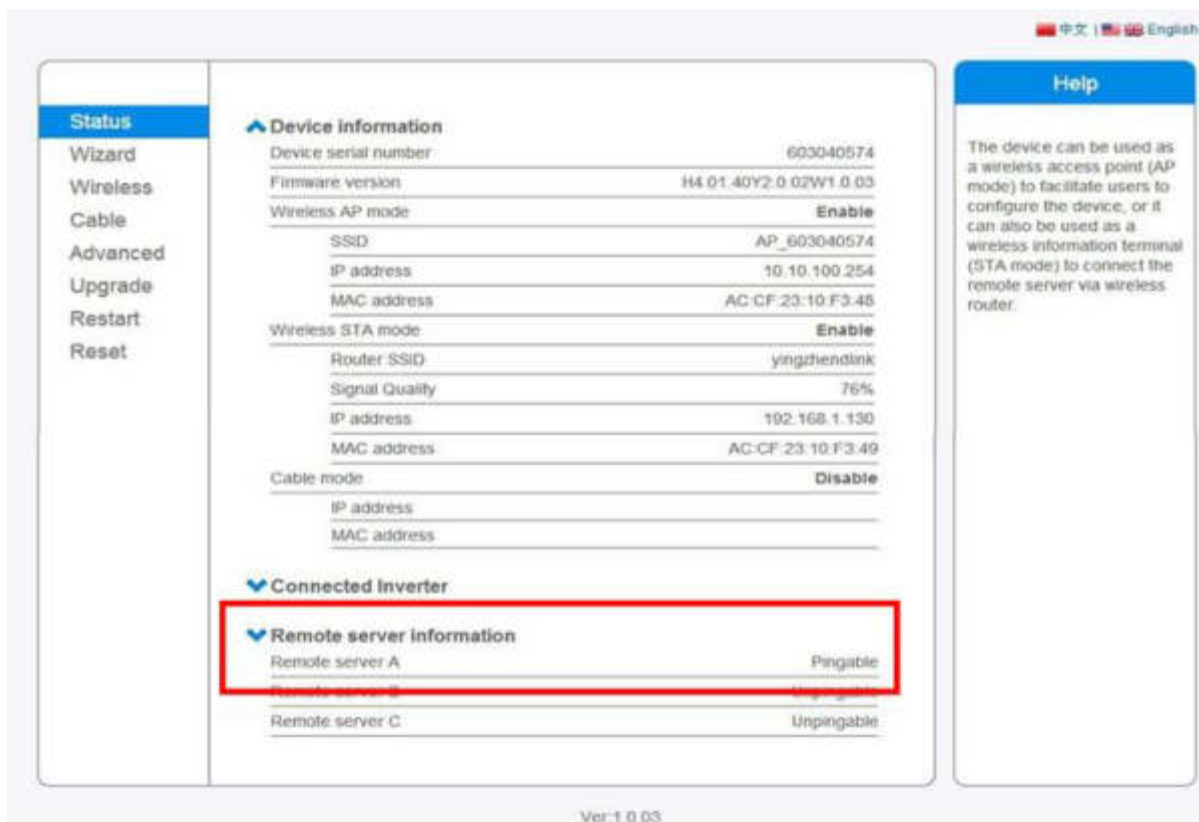 中文 | English
Help
Status
Wizard
Wireless
Cable
Advanced
Upgrade
Restart
Reset
Device information
Device serial number 603040574
Firmware version H4.01.40Y2.0.02W1.0.03
Wireless AP mode Enable
SSID AP_603040574
IP address 10.10.100.254
MAC address AC:CF:23:10:F3:48
Wireless STA mode Enable
Router SSID yingzhendlink
Signal Quality 76%
IP address 192.168.1.130
MAC address AC:CF:23:10:F3:49
Cable mode Disable
IP address
MAC address
Connected Inverter
Remote server information
Remote server A Pingable
Remote server B Unpingable
Remote server C Unpingable
The device can be used as
a wireless access point (AP
mode) to facilitate users to
configure the device, or it
can also be used as a
wireless information terminal
(STA mode) to connect the
remote server via wireless
router.
Ver:1.0.03